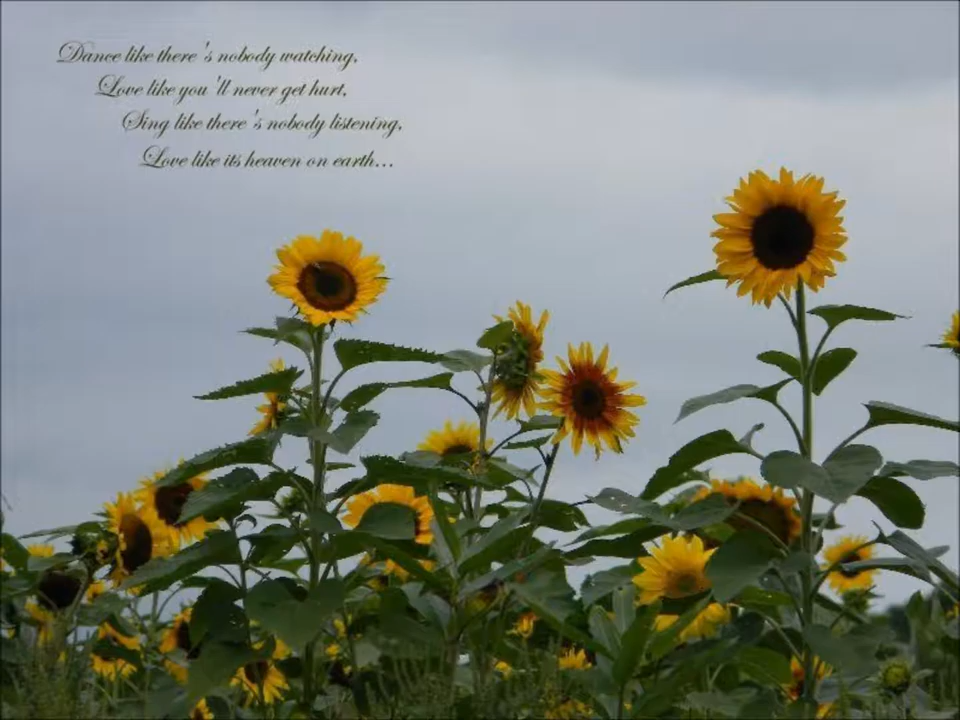 Dance like there's nobody watching,
Love like you'll never get hurt,
Sing like there's nobody listening,
Love like its heaven on earth...